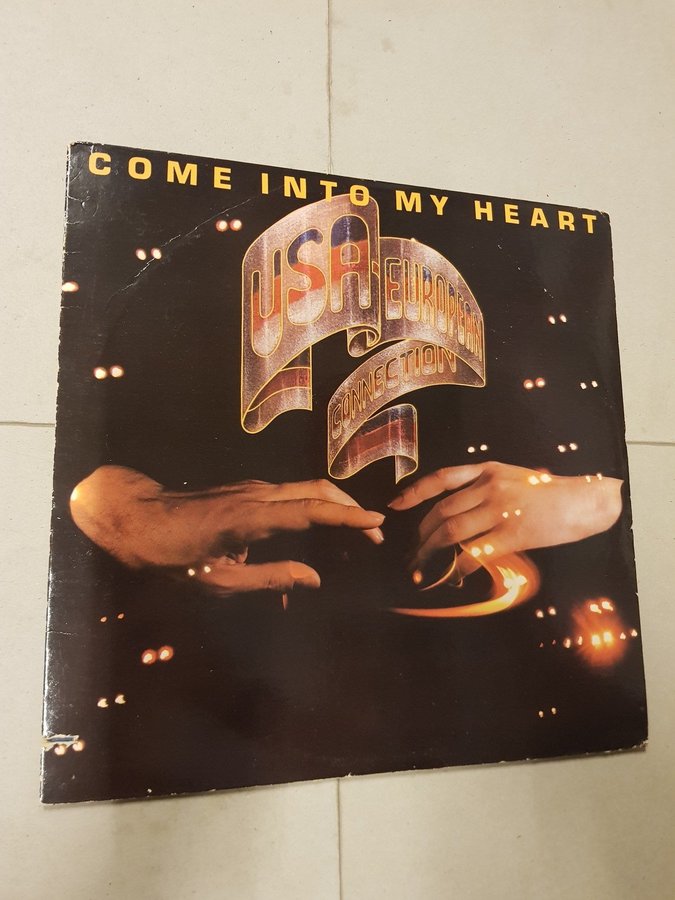 COME INTO MY HEART
USA-EUROPEAN
CONNECTION